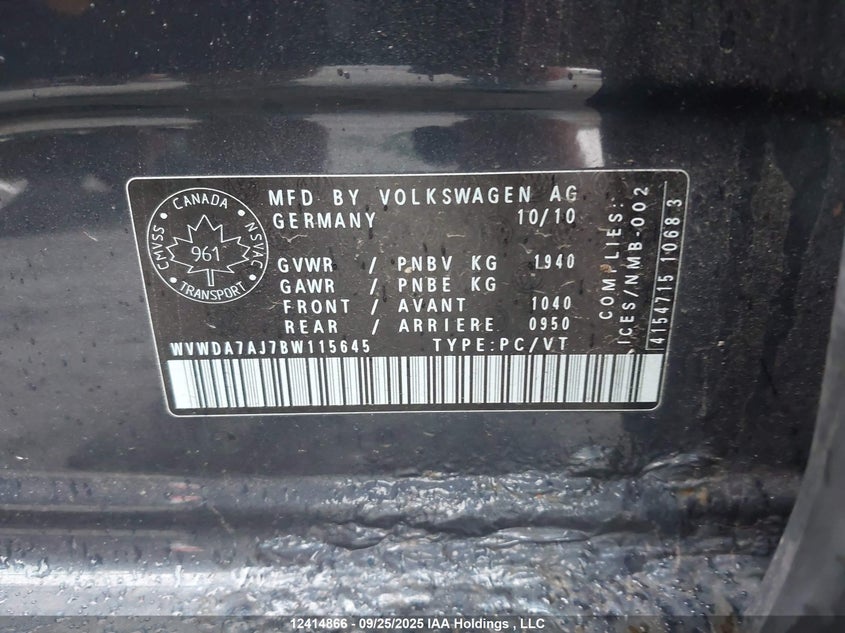 CANADA
CMVSS
NSVAC
961
TRANSPORT
MFD BY VOLKSWAGEN AG
GERMANY 10/10
GVWR / PNBV KG 1940
GAWR / PNBE KG
FRONT / AVANT 1040
REAR / ARRIERE 0950
WVWDA7AJ7BW115645 TYPE:PC/VT
COMPLIES:
ICES/NMB-002
4154715 1068 3
12414866 - 09/25/2025 IAA Holdings , LLC